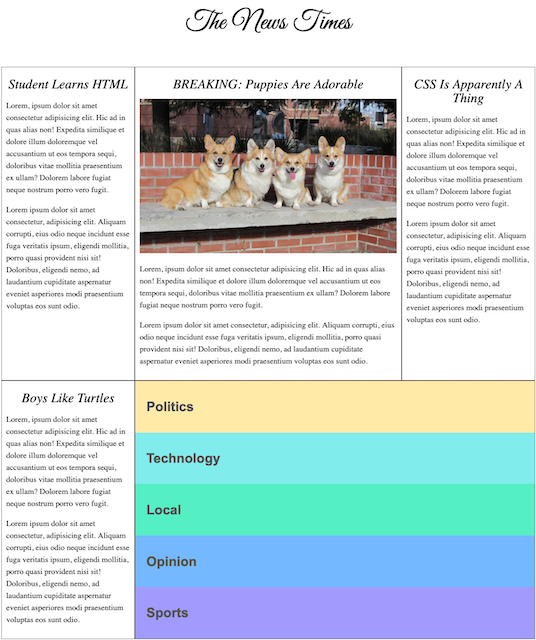 The News Times
Student Learns HTML
Lorem, ipsum dolor sit amet
consectetur adipisicing elit. Hic ad in
quas alias non! Expedita similique et
dolore illum doloremque vel
accusantium ut eos tempora sequi,
dolore vitae mollitia praesentium
ex ullam? Dolorem labore fugiat
neque nostrum porro vero fugit.
Lorem ipsum dolor sit amet
consectetur, adipisicing elit. Aliquam
corrupti, eius odio neque incidunt esse
fuga veritatis ipsum, eligendi mollitia,
porro quasi provident nisi sit!
Doloribus, eligendi nemo, ad
laudantium cupiditate aspernatur
eveniet asperiores modi praesentium
voluptas eos sunt odio.
BREAKING: Puppies Are Adorable
Lorem, ipsum dolor sit amet consectetur adipisicing elit. Hic ad in quas alias
non! Expedita similique et dolore illum doloremque vel accusantium ut eos
tempora sequi, dolore vitae mollitia praesentium ex ullam? Dolorem labore
fugiat neque nostrum porro vero fugit.
Lorem ipsum dolor sit amet consectetur, adipisicing elit. Aliquam corrupti, eius
odio neque incidunt esse fuga veritatis ipsum, eligendi mollitia, porro quasi
provident nisi sit! Doloribus, eligendi nemo, ad laudantium cupiditate
aspernatur eveniet asperiores modi praesentium voluptas eos sunt odio.
CSS Is Apparently A
Thing
Lorem, ipsum dolor sit amet
consectetur adipisicing elit. Hic ad in
quas alias non! Expedita similique et
dolore illum doloremque vel
accusantium ut eos tempora sequi,
dolore vitae mollitia praesentium
ex ullam? Dolorem labore fugiat
neque nostrum porro vero fugit.
Lorem ipsum dolor sit amet
consectetur, adipisicing elit. Aliquam
corrupti, eius odio neque incidunt esse
fuga veritatis ipsum, eligendi mollitia,
porro quasi provident nisi sit!
Doloribus, eligendi nemo, ad
laudantium cupiditate aspernatur
eveniet asperiores modi praesentium
voluptas eos sunt odio.
Boys Like Turtles
Lorem, ipsum dolor sit amet
consectetur adipisicing elit. Hic ad in
quas alias non! Expedita similique et
dolore illum doloremque vel
accusantium ut eos tempora sequi,
dolore vitae mollitia praesentium
ex ullam? Dolorem labore fugiat
neque nostrum porro vero fugit.
Lorem ipsum dolor sit amet
consectetur, adipisicing elit. Aliquam
corrupti, eius odio neque incidunt esse
fuga veritatis ipsum, eligendi mollitia,
porro quasi provident nisi sit!
Doloribus, eligendi nemo, ad
laudantium cupiditate aspernatur
eveniet asperiores modi praesentium
voluptas eos sunt odio.
Politics
Technology
Local
Opinion
Sports